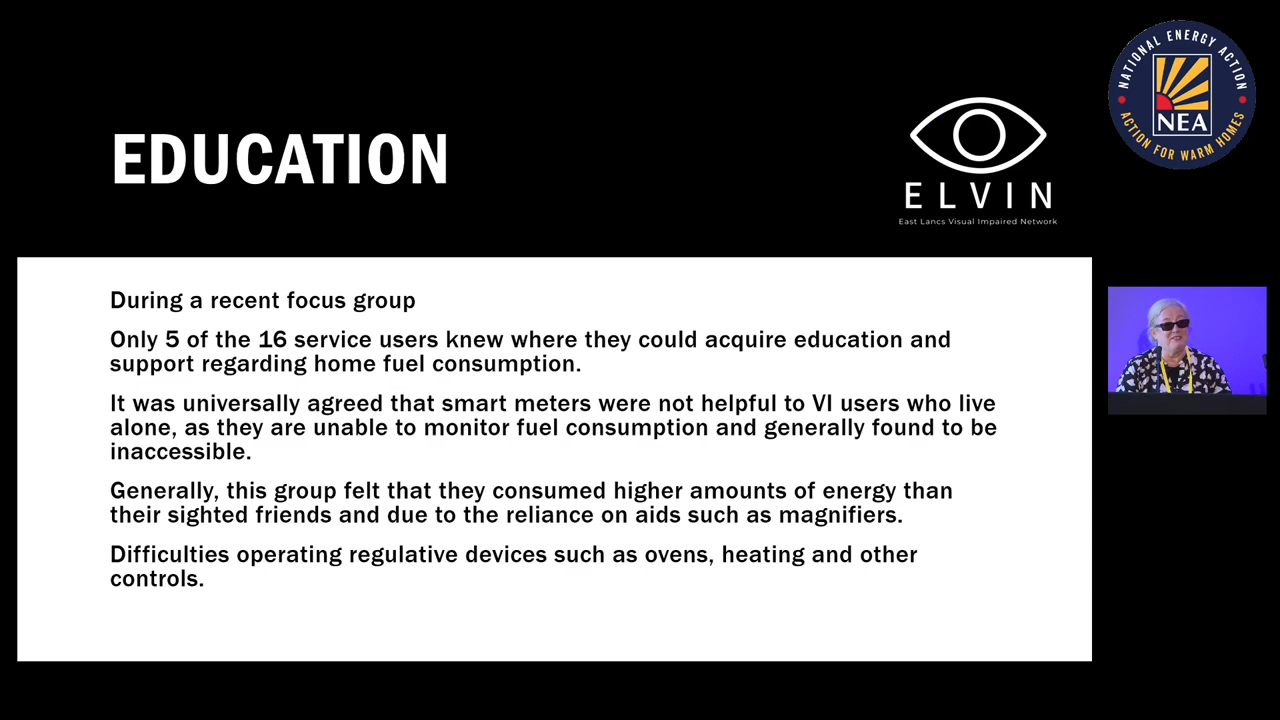 EDUCATION
ELVIN
East Lancs Visual Impaired Network
NATIONAL ENERGY ACTION
NEA
ACTION FOR WARM HOMES
During a recent focus group
Only 5 of the 16 service users knew where they could acquire education and
support regarding home fuel consumption.
It was universally agreed that smart meters were not helpful to VI users who live
alone, as they are unable to monitor fuel consumption and generally found to be
inaccessible.
Generally, this group felt that they consumed higher amounts of energy than
their sighted friends and due to the reliance on aids such as magnifiers.
Difficulties operating regulative devices such as ovens, heating and other
controls.